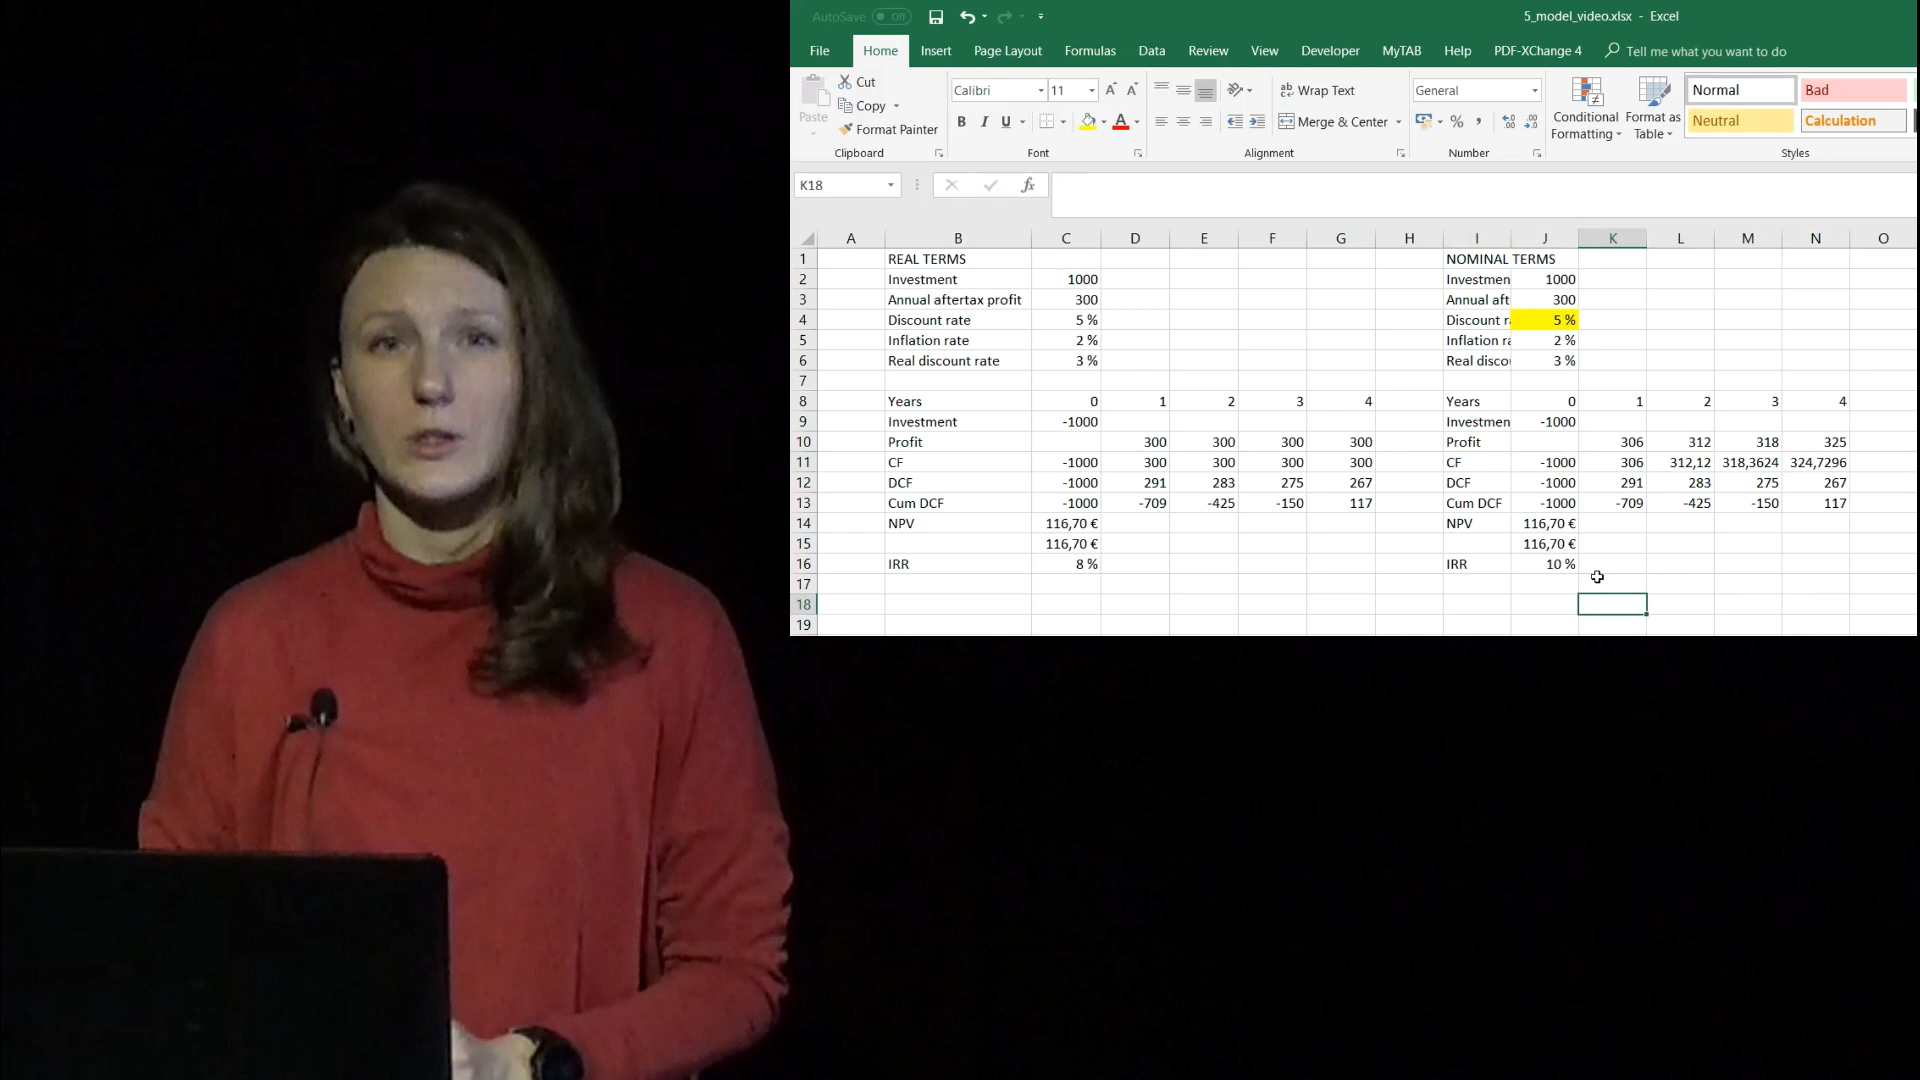 AutoSave Off
5_model_video.xlsx - Excel
File Home Insert Page Layout Formulas Data Review View Developer MyTAB Help PDF-XChange 4 Tell me what you want to do
Paste
Cut
Copy
Format Painter
Clipboard
Calibri 11
B I U
Font
Wrap Text
Merge & Center
Alignment
General
%
Number
Conditional Formatting
Format as Table
Normal Bad
Neutral Calculation
Styles
K18 fx
A B C D E F G H I J K L M N O
1 REAL TERMS NOMINAL TERMS
2 Investment 1000 Investmen 1000
3 Annual aftertax profit 300 Annual aft 300
4 Discount rate 5 % Discount r 5 %
5 Inflation rate 2 % Inflation ra 2 %
6 Real discount rate 3 % Real disco 3 %
7
8 Years 0 1 2 3 4 Years 0 1 2 3 4
9 Investment -1000 Investmen -1000
10 Profit 300 300 300 300 Profit 306 312 318 325
11 CF -1000 300 300 300 300 CF -1000 306 312,12 318,3624 324,7296
12 DCF -1000 291 283 275 267 DCF -1000 291 283 275 267
13 Cum DCF -1000 -709 -425 -150 117 Cum DCF -1000 -709 -425 -150 117
14 NPV 116,70 € NPV 116,70 €
15 116,70 € 116,70 €
16 IRR 8 % IRR 10 %
17
18
19